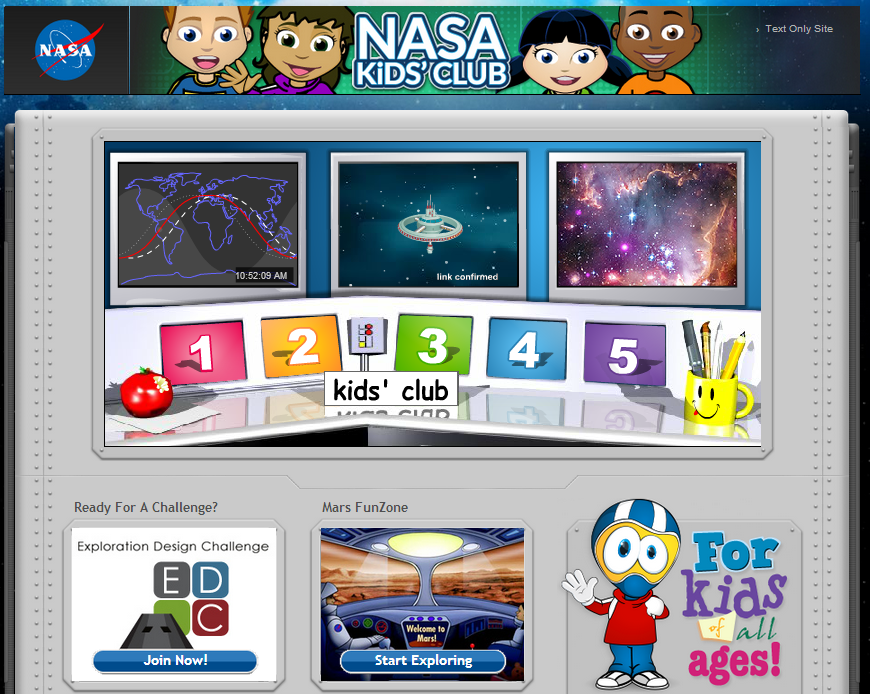 NASA
NASA
KiDS' CLUB
› Text Only Site
10:52:09 AM
link confirmed
1 2 3 4 5
kids' club
Ready For A Challenge?
Exploration Design Challenge
E D
C
Join Now!
Mars FunZone
Welcome to
Mars!
Start Exploring
For
kids
of all
ages!